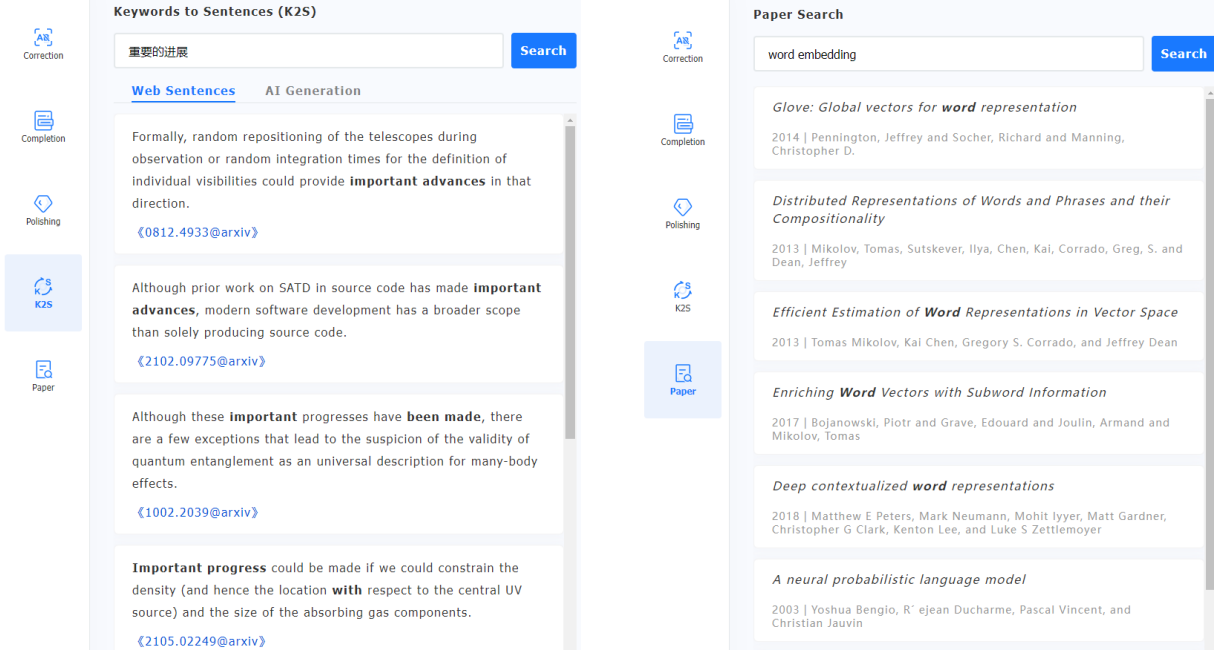 Keywords to Sentences (K2S)
Correction
Completion
Polishing
K2S
Paper
重要的进展
Search
Web Sentences AI Generation
Formally, random repositioning of the telescopes during
observation or random integration times for the definition of
individual visibilities could provide important advances in that
direction.
《0812.4933@arxiv》
Although prior work on SATD in source code has made important
advances, modern software development has a broader scope
than solely producing source code.
《2102.09775@arxiv》
Although these important progresses have been made, there
are a few exceptions that lead to the suspicion of the validity of
quantum entanglement as an universal description for many-body
effects.
《1002.2039@arxiv》
Important progress could be made if we could constrain the
density (and hence the location with respect to the central UV
source) and the size of the absorbing gas components.
《2105.02249@arxiv》
Paper Search
Correction
Completion
Polishing
K2S
Paper
word embedding
Search
Glove: Global vectors for word representation
2014 | Pennington, Jeffrey and Socher, Richard and Manning,
Christopher D.
Distributed Representations of Words and Phrases and their
Compositionality
2013 | Mikolov, Tomas, Sutskever, Ilya, Chen, Kai, Corrado, Greg, S. and
Dean, Jeffrey
Efficient Estimation of Word Representations in Vector Space
2013 | Tomas Mikolov, Kai Chen, Gregory S. Corrado, and Jeffrey Dean
Enriching Word Vectors with Subword Information
2017 | Bojanowski, Piotr and Grave, Edouard and Joulin, Armand and
Mikolov, Tomas
Deep contextualized word representations
2018 | Matthew E Peters, Mark Neumann, Mohit Iyyer, Matt Gardner,
Christopher G Clark, Kenton Lee, and Luke S Zettlemoyer
A neural probabilistic language model
2003 | Yoshua Bengio, R´ ejean Ducharme, Pascal Vincent, and
Christian Jauvin